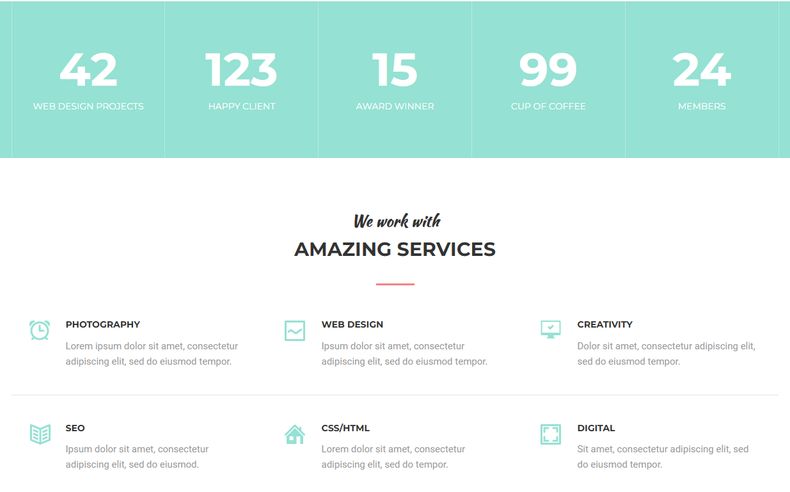 42 123 15 99 24
WEB DESIGN PROJECTS HAPPY CLIENT AWARD WINNER CUP OF COFFEE MEMBERS
We work with
AMAZING SERVICES
PHOTOGRAPHY
Lorem ipsum dolor sit amet, consectetur
adipiscing elit, sed do eiusmod tempor.
WEB DESIGN
Ipsum dolor sit amet, consectetur
adipiscing elit, sed do eiusmod tempor.
CREATIVITY
Dolor sit amet, consectetur adipiscing elit,
sed do eiusmod tempor.
SEO
Ipsum dolor sit amet, consectetur
adipiscing elit, sed do eiusmod.
CSS/HTML
Lorem dolor sit amet, consectetur
adipiscing elit, sed do tempor.
DIGITAL
Sit amet, consectetur adipiscing elit, sed
do eiusmod tempor.